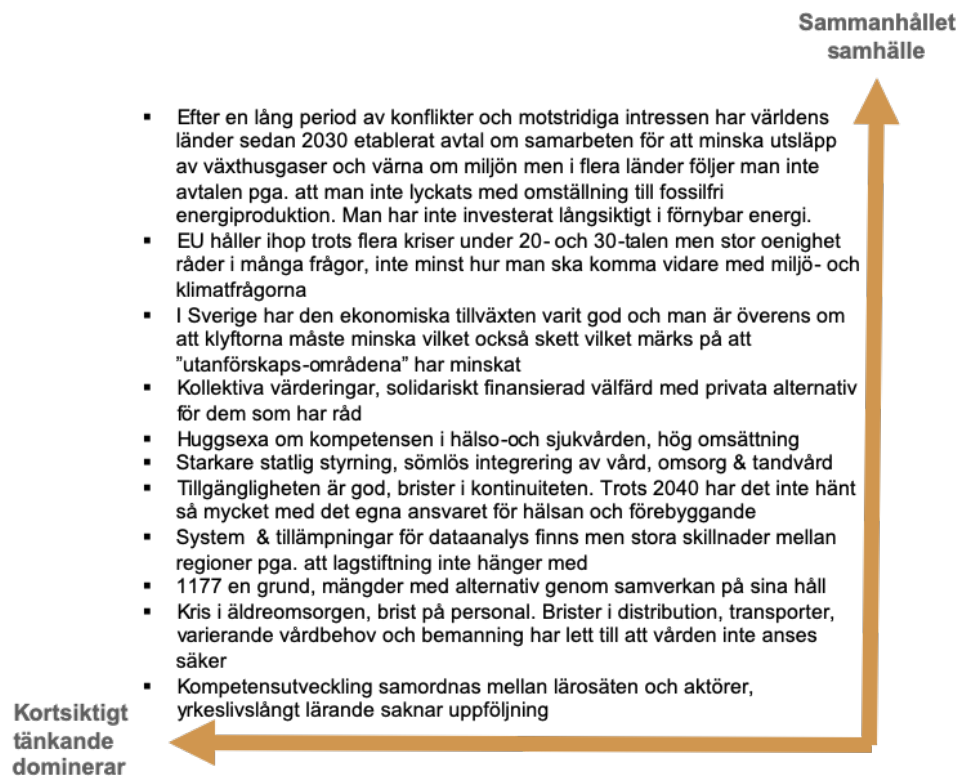 Sammanhållet
samhälle
▪ Efter en lång period av konflikter och motstridiga intressen har världens
länder sedan 2030 etablerat avtal om samarbeten för att minska utsläpp
av växthusgaser och värna om miljön men i flera länder följer man inte
avtalen pga. att man inte lyckats med omställning till fossilfri
energiproduktion. Man har inte investerat långsiktigt i förnybar energi.
▪ EU håller ihop trots flera kriser under 20- och 30-talen men stor oenighet
råder i många frågor, inte minst hur man ska komma vidare med miljö- och
klimatfrågorna
▪ I Sverige har den ekonomiska tillväxten varit god och man är överens om
att klyftorna måste minska vilket också skett vilket märks på att
”utanförskaps-områdena” har minskat
▪ Kollektiva värderingar, solidariskt finansierad välfärd med privata alternativ
för dem som har råd
▪ Huggsexa om kompetensen i hälso-och sjukvården, hög omsättning
▪ Starkare statlig styrning, sömlös integrering av vård, omsorg & tandvård
▪ Tillgängligheten är god, brister i kontinuiteten. Trots 2040 har det inte hänt
så mycket med det egna ansvaret för hälsan och förebyggande
▪ System & tillämpningar för dataanalys finns men stora skillnader mellan
regioner pga. att lagstiftning inte hänger med
▪ 1177 en grund, mängder med alternativ genom samverkan på sina håll
▪ Kris i äldreomsorgen, brist på personal. Brister i distribution, transporter,
varierande vårdbehov och bemanning har lett till att vården inte anses
säker
▪ Kompetensutveckling samordnas mellan lärosäten och aktörer,
yrkeslivslångt lärande saknar uppföljning
Kortsiktigt
tänkande
dominerar